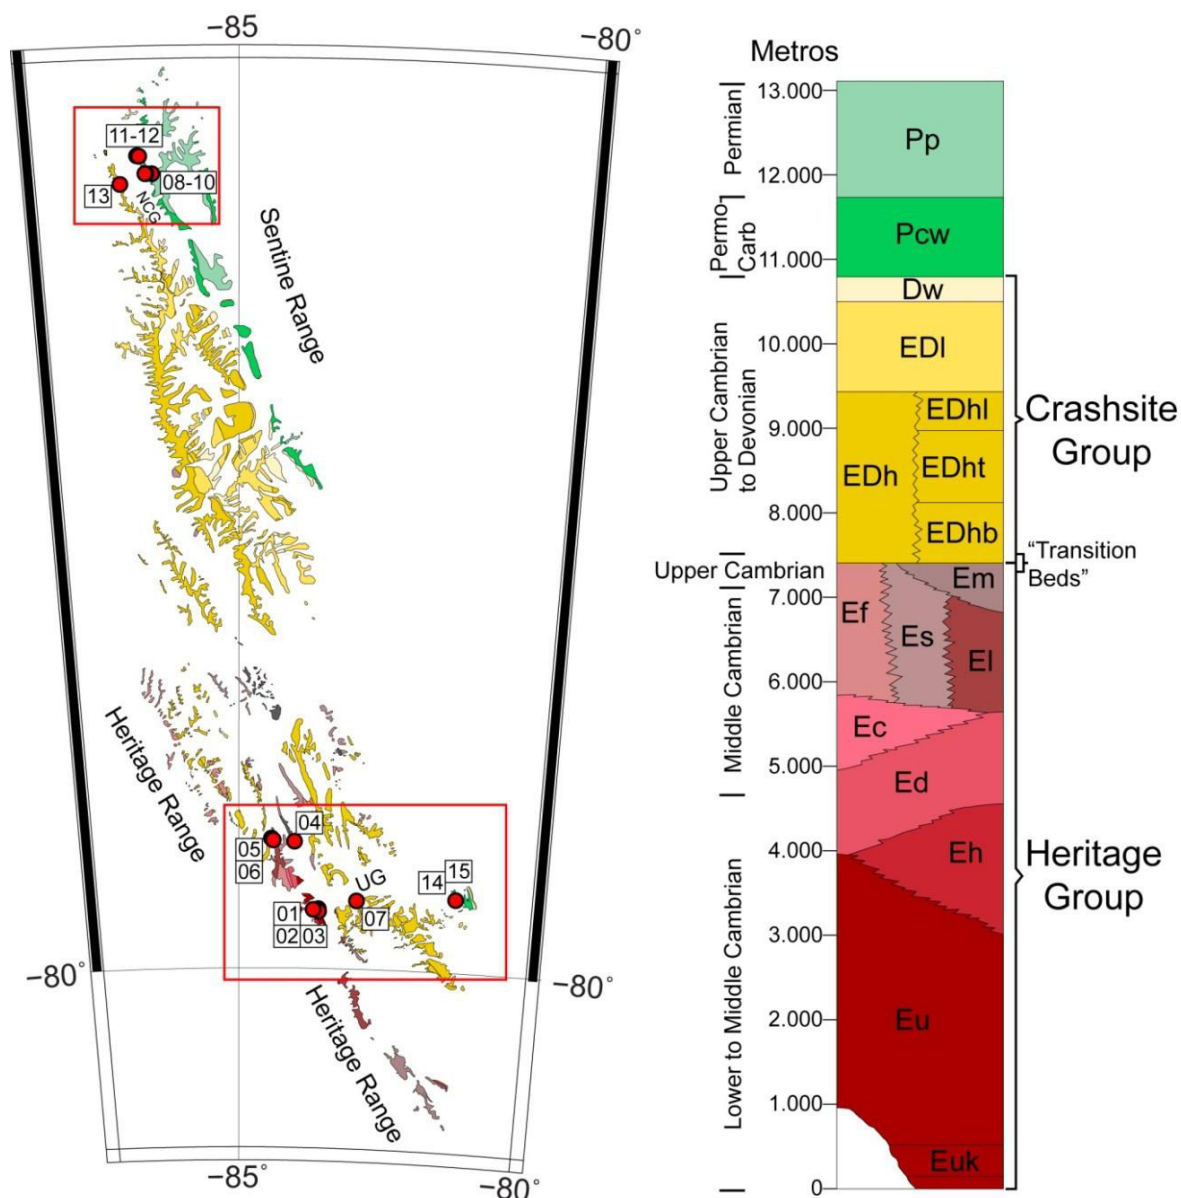 −85
−80°
11-12
13
08-10
NCG
Sentine Range
Heritage Range
04
05
06
UG
15
14
01
07
02 03
−80°
−80°
Heritage Range
−85°
−80°
Metros
13.000
12.000
11.000
10.000
9.000
8.000
7.000
6.000
5.000
4.000
3.000
2.000
1.000
0
Permian
Permo
Carb
Upper Cambrian
to Devonian
Upper Cambrian
Middle Cambrian
Lower to Middle Cambrian
Pp
Pcw
Dw
EDl
EDhl
EDh
EDht
EDhb
Em
Ef
Es
El
Ec
Ed
Eh
Eu
Euk
Crashsite
Group
“Transition
Beds”
Heritage
Group